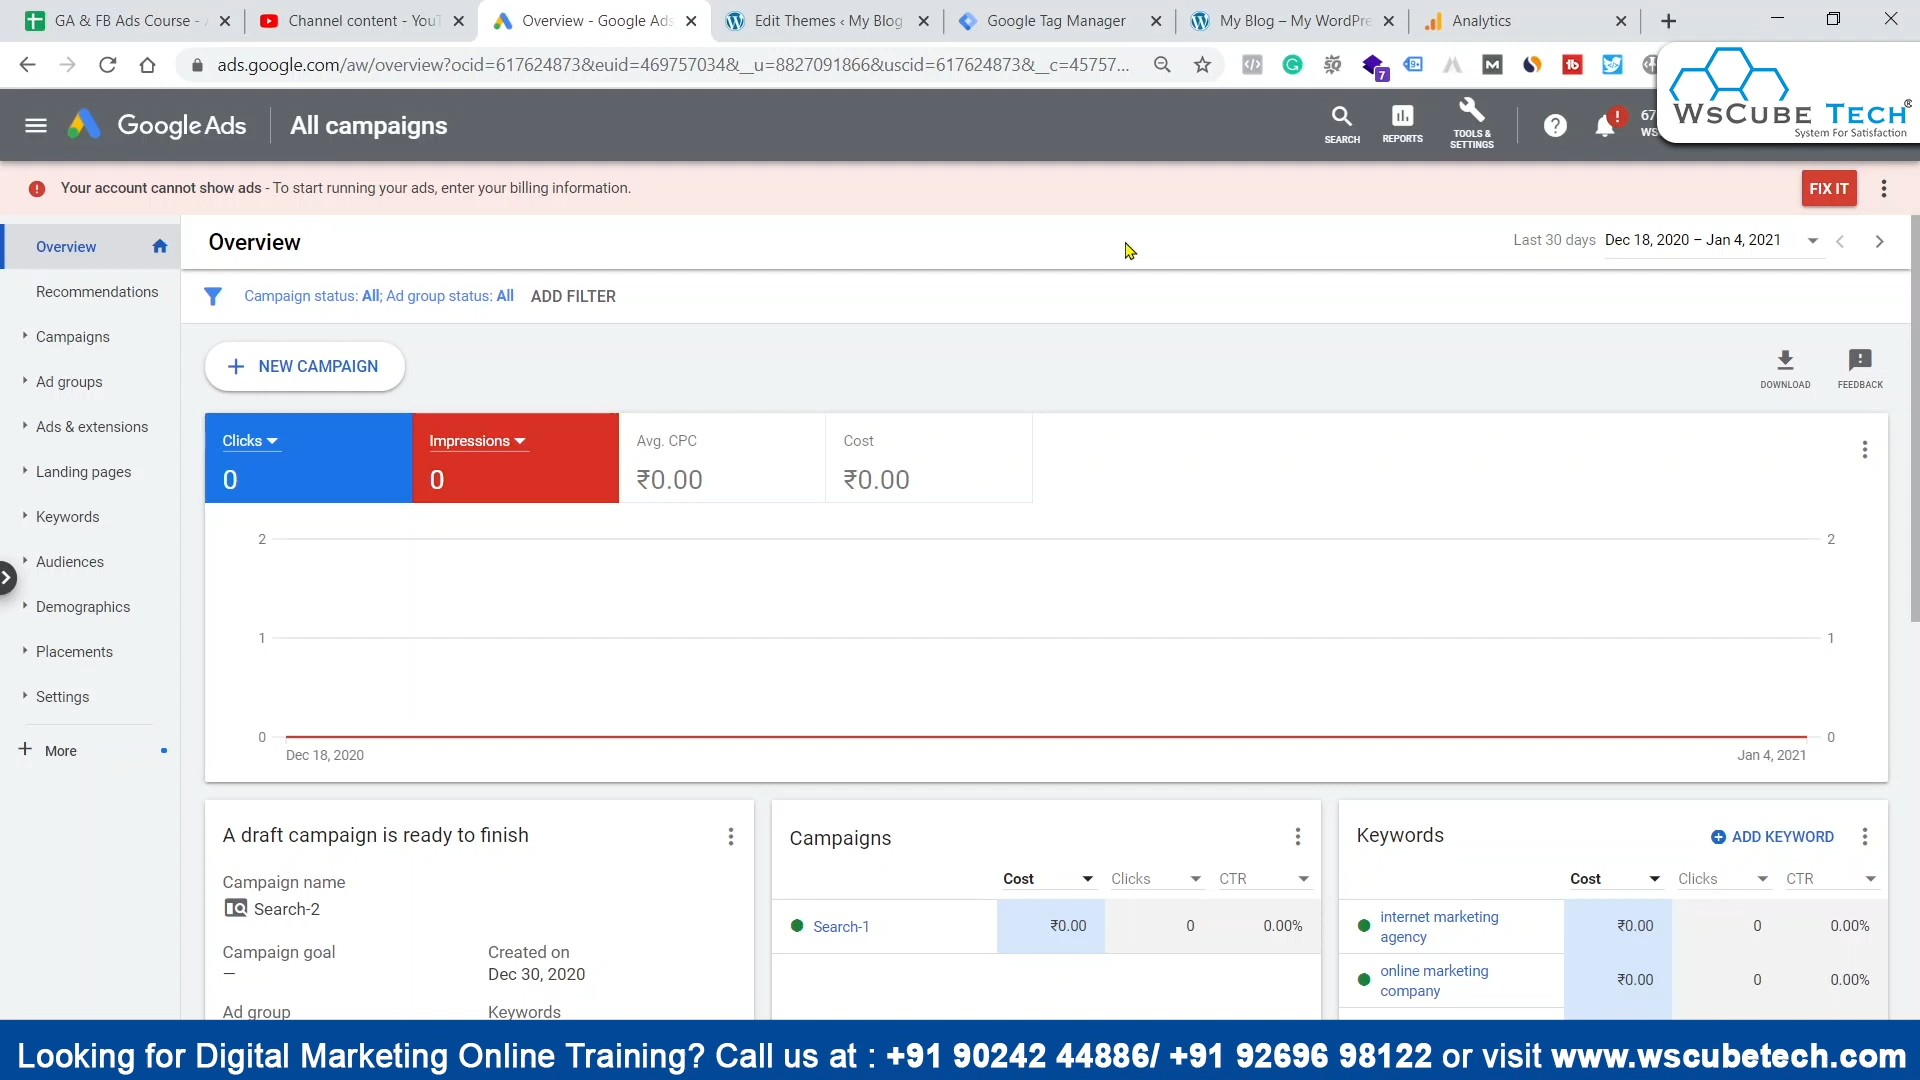 GA & FB Ads Course -
Channel content - You
Overview - Google Ads
Edit Themes ‹ My Blog
Google Tag Manager
My Blog – My WordPre
Analytics
ads.google.com/aw/overview?ocid=617624873&euid=469757034&__u=8827091866&uscid=617624873&__c=45757...
7
WsCube Tech®
System For Satisfaction
Google Ads
All campaigns
SEARCH
REPORTS
TOOLS &
SETTINGS
67
WS
Your account cannot show ads - To start running your ads, enter your billing information.
FIX IT
Overview
Recommendations
Campaigns
Ad groups
Ads & extensions
Landing pages
Keywords
Audiences
Demographics
Placements
Settings
More
Overview
Last 30 days Dec 18, 2020 – Jan 4, 2021
Campaign status: All; Ad group status: All ADD FILTER
NEW CAMPAIGN
DOWNLOAD
FEEDBACK
Clicks
0
Impressions
0
Avg. CPC
₹0.00
Cost
₹0.00
2
2
1
1
0
0
Dec 18, 2020
Jan 4, 2021
A draft campaign is ready to finish
Campaign name
Search-2
Campaign goal
—
Created on
Dec 30, 2020
Ad group
Keywords
Campaigns
Cost Clicks CTR
Search-1 ₹0.00 0 0.00%
Keywords
ADD KEYWORD
Cost Clicks CTR
internet marketing
agency
₹0.00 0 0.00%
online marketing
company
₹0.00 0 0.00%
Looking for Digital Marketing Online Training? Call us at : +91 90242 44886/ +91 92696 98122 or visit www.wscubetech.com